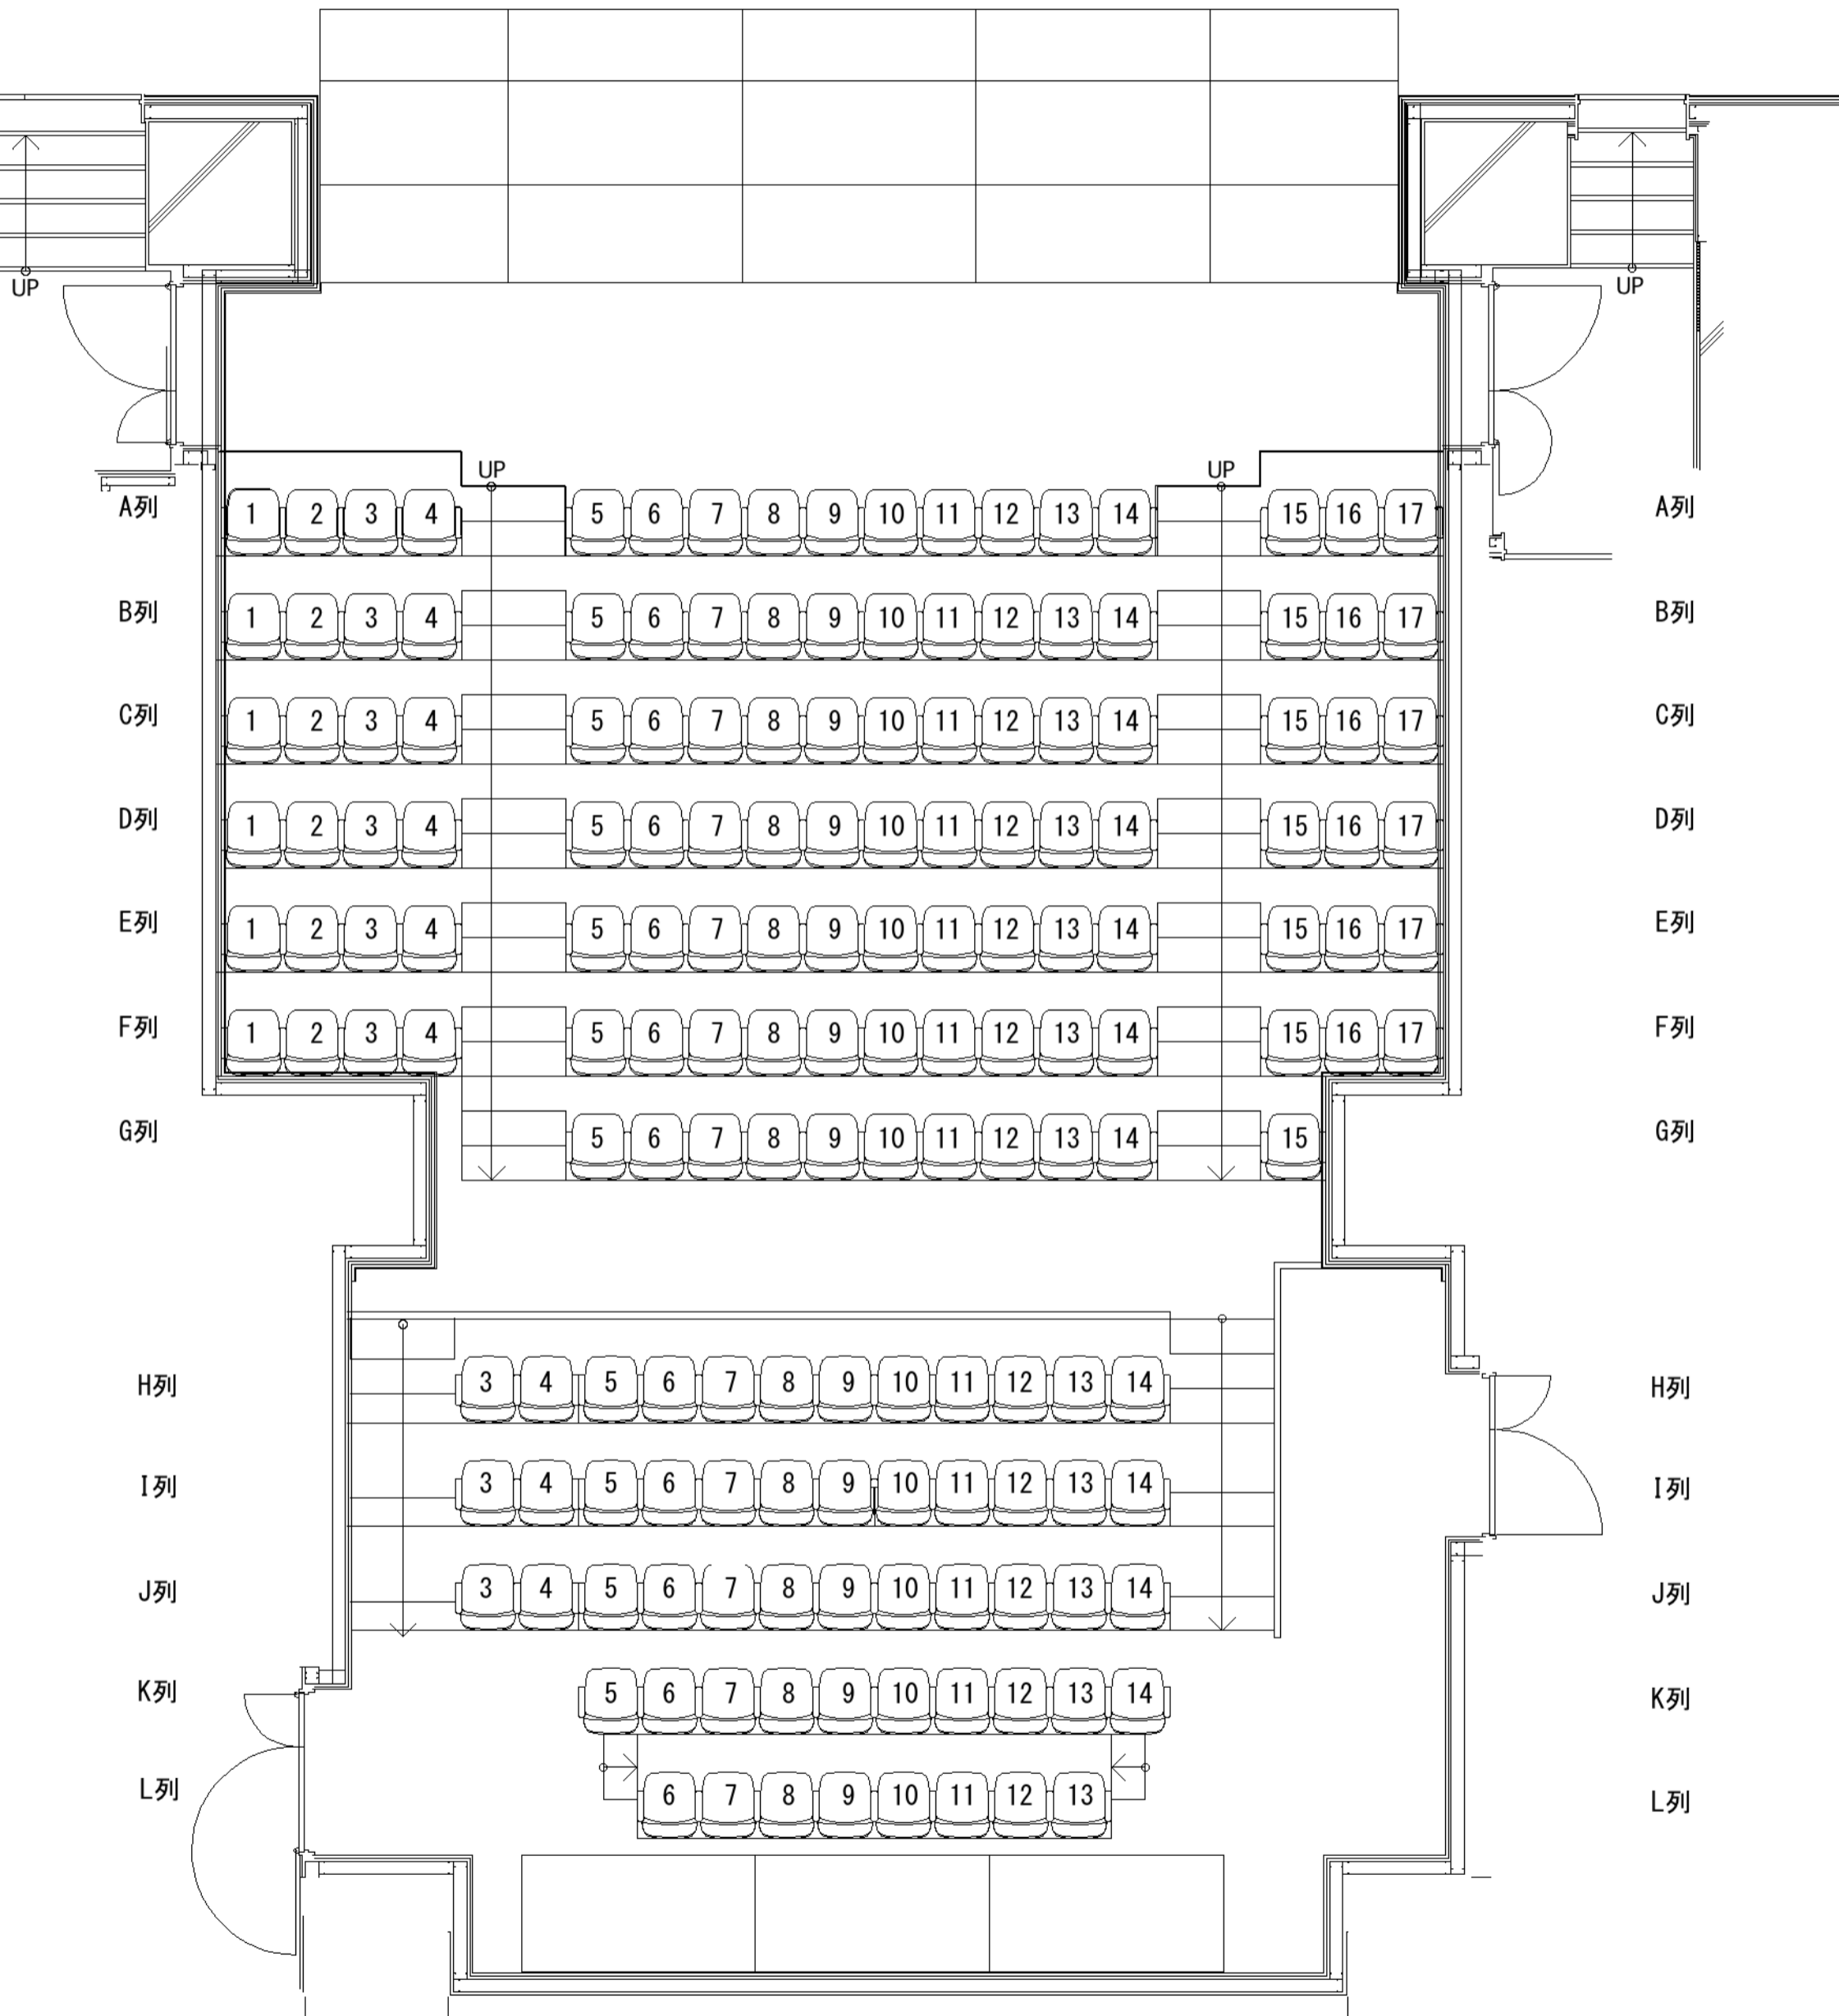 UP
UP
UP UP
A列 1 2 3 4 5 6 7 8 9 10 11 12 13 14 15 16 17 A列
B列 1 2 3 4 5 6 7 8 9 10 11 12 13 14 15 16 17 B列
C列 1 2 3 4 5 6 7 8 9 10 11 12 13 14 15 16 17 C列
D列 1 2 3 4 5 6 7 8 9 10 11 12 13 14 15 16 17 D列
E列 1 2 3 4 5 6 7 8 9 10 11 12 13 14 15 16 17 E列
F列 1 2 3 4 5 6 7 8 9 10 11 12 13 14 15 16 17 F列
G列 5 6 7 8 9 10 11 12 13 14 15 G列
H列 3 4 5 6 7 8 9 10 11 12 13 14 H列
I列 3 4 5 6 7 8 9 10 11 12 13 14 I列
J列 3 4 5 6 7 8 9 10 11 12 13 14 J列
K列 5 6 7 8 9 10 11 12 13 14 K列
L列 6 7 8 9 10 11 12 13 L列